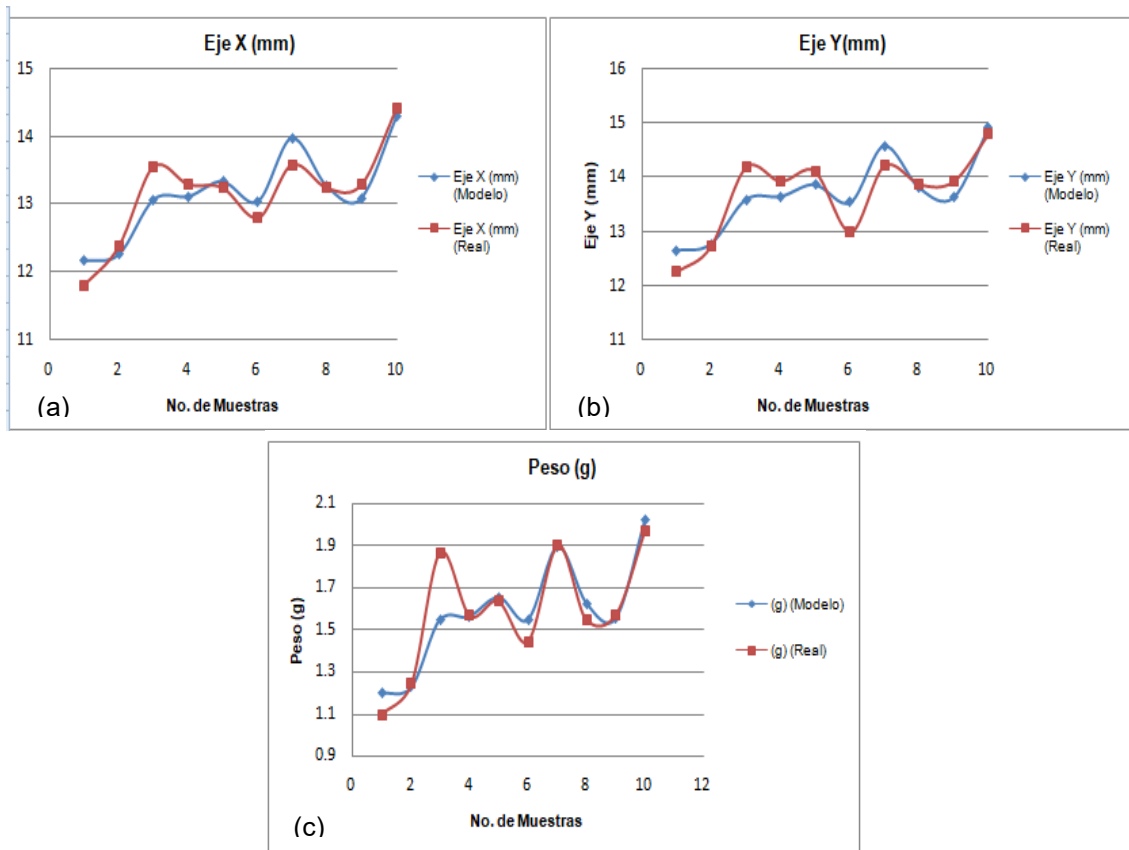 Eje X (mm)
15
14
13
12
11
0 2 4 6 8 10
No. de Muestras
Eje X (mm)
(Modelo)
Eje X (mm)
(Real)
(a)
Eje Y(mm)
Eje Y (mm)
16
15
14
13
12
11
0 2 4 6 8 10
No. de Muestras
Eje Y (mm)
(Modelo)
Eje Y (mm)
(Real)
(b)
Peso (g)
Peso (g)
2.1
1.9
1.7
1.5
1.3
1.1
0.9
0 2 4 6 8 10 12
No. de Muestras
(g) (Modelo)
(g) (Real)
(c)